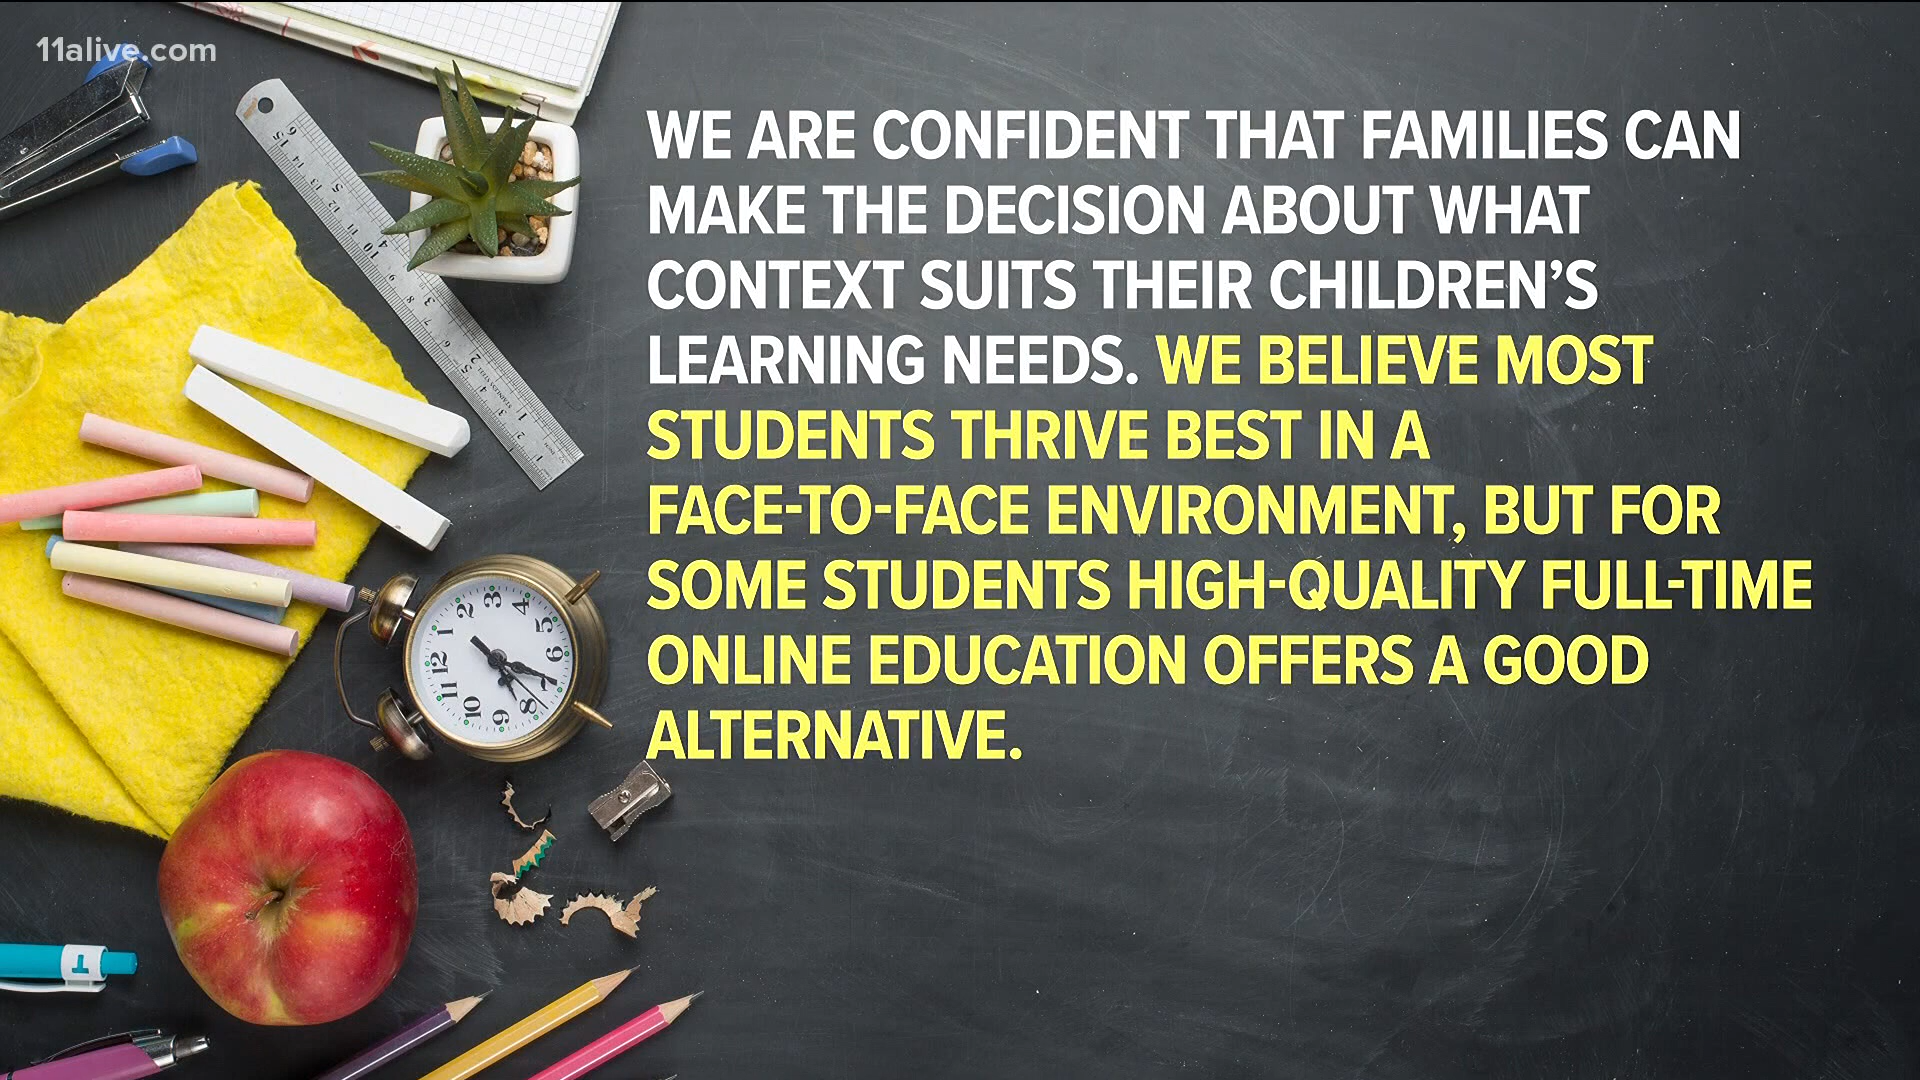 11alive.com
WE ARE CONFIDENT THAT FAMILIES CAN
MAKE THE DECISION ABOUT WHAT
CONTEXT SUITS THEIR CHILDREN'S
LEARNING NEEDS. WE BELIEVE MOST
STUDENTS THRIVE BEST IN A
FACE-TO-FACE ENVIRONMENT, BUT FOR
SOME STUDENTS HIGH-QUALITY FULL-TIME
ONLINE EDUCATION OFFERS A GOOD
ALTERNATIVE.